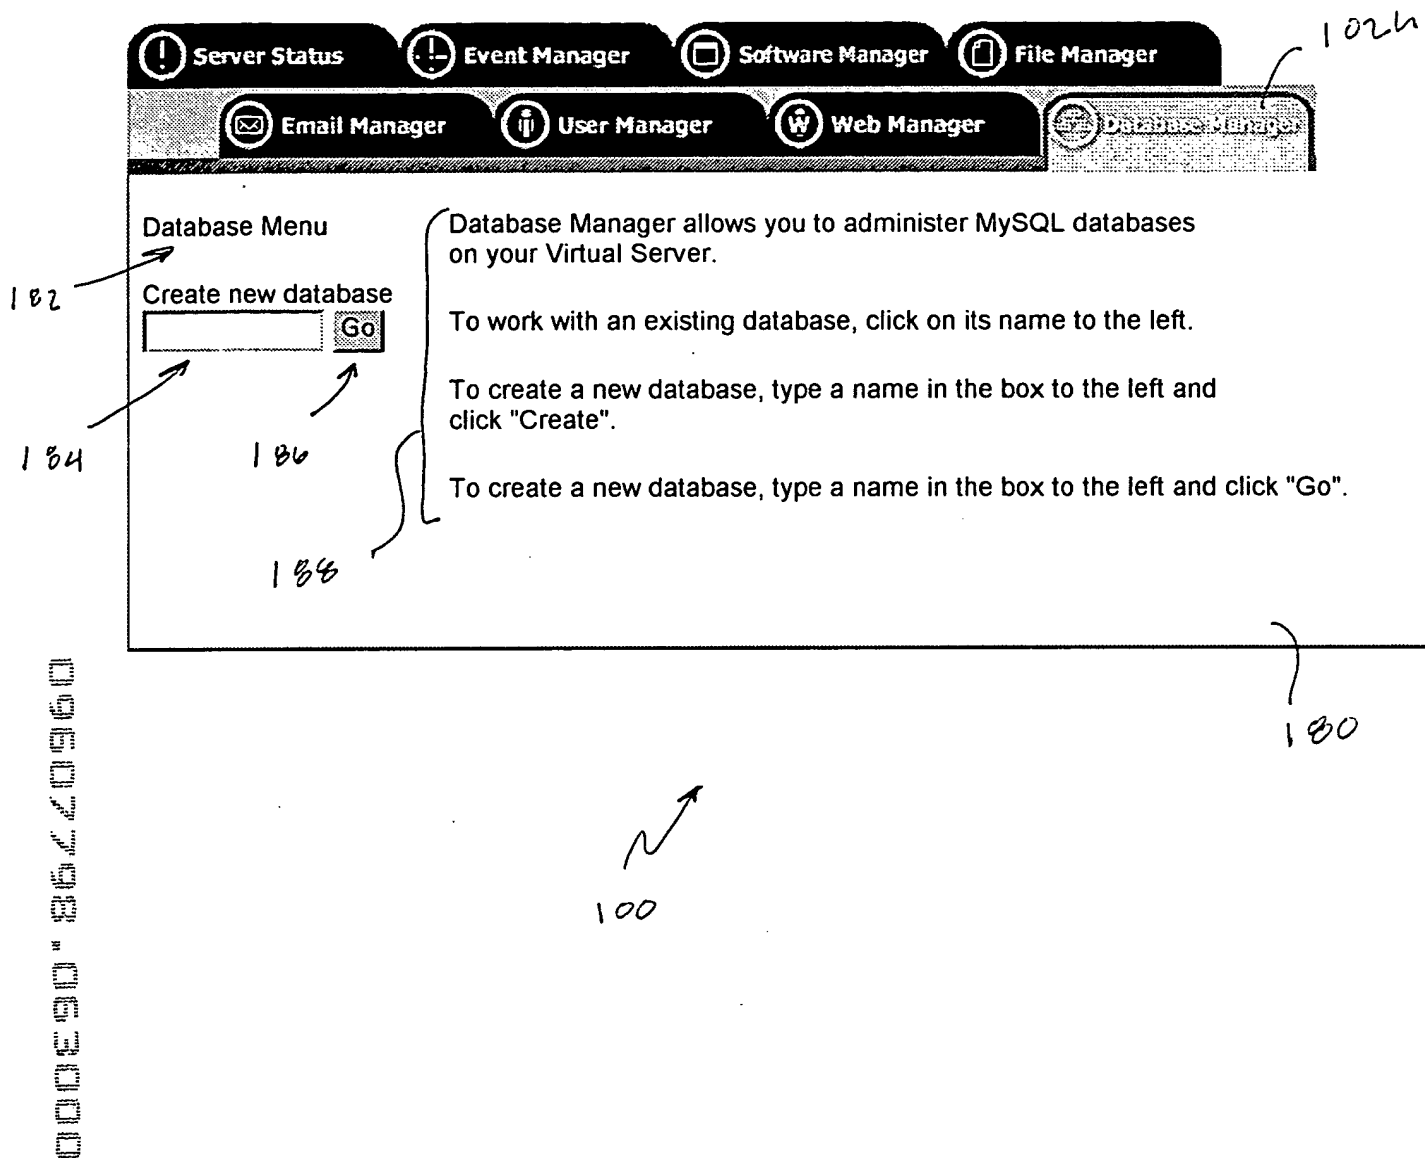 102h
Server Status Event Manager Software Manager File Manager
Email Manager User Manager Web Manager Database Manager
Database Menu
Database Manager allows you to administer MySQL databases
on your Virtual Server.
182
Create new database
Go
To work with an existing database, click on its name to the left.
To create a new database, type a name in the box to the left and
click "Create".
184
186
To create a new database, type a name in the box to the left and click "Go".
188
180
100
09607798.063000